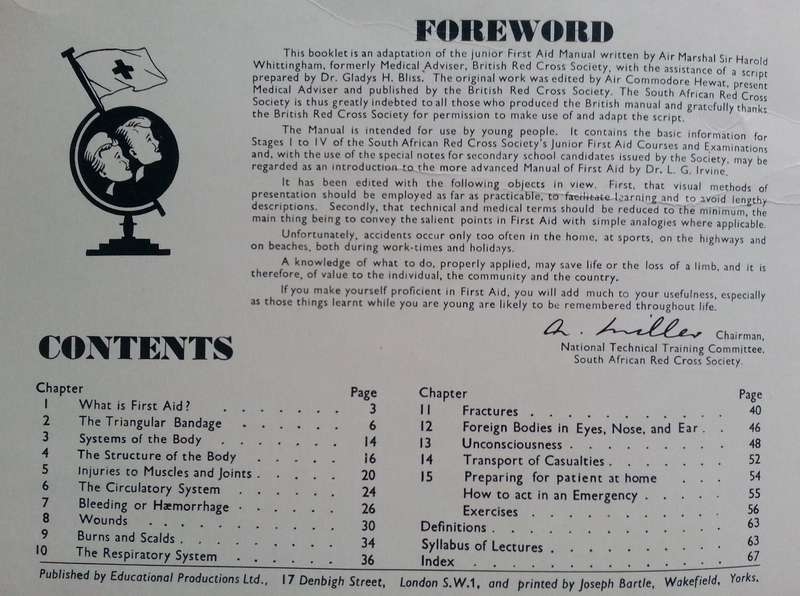 FOREWORD
This booklet is an adaptation of the junior First Aid Manual written by Air Marshal Sir Harold
Whittingham, formerly Medical Adviser, British Red Cross Society, with the assistance of a script
prepared by Dr. Gladys H. Bliss. The original work was edited by Air Commodore Hewat, present
Medical Adviser and published by the British Red Cross Society. The South African Red Cross
Society is thus greatly indebted to all those who produced the British manual and gratefully thanks
the British Red Cross Society for permission to make use of and adapt the script.
The Manual is intended for use by young people. It contains the basic information for
Stages I to IV of the South African Red Cross Society's Junior First Aid Courses and Examinations
and, with the use of the special notes for secondary school candidates issued by the Society, may be
regarded as an introduction to the more advanced Manual of First Aid by Dr. L. G. Irvine.
It has been edited with the following objects in view. First, that visual methods of
presentation should be employed as far as practicable, to facilitate learning and to avoid lengthy
descriptions. Secondly, that technical and medical terms should be reduced to the minimum, the
main thing being to convey the salient points in First Aid with simple analogies where applicable.
Unfortunately, accidents occur only too often in the home, at sports, on the highways and
on beaches, both during work-times and holidays.
A knowledge of what to do, properly applied, may save life or the loss of a limb, and it is
therefore, of value to the individual, the community and the country.
If you make yourself proficient in First Aid, you will add much to your usefulness, especially
as those things learnt while you are young are likely to be remembered throughout life.
Miller Chairman,
National Technical Training Committee.
South African Red Cross Society.
CONTENTS
Chapter Page
1 What is First Aid? . . . . . . . 3
2 The Triangular Bandage . . . . . . 6
3 Systems of the Body . . . . . . 14
4 The Structure of the Body . . . . . 16
5 Injuries to Muscles and Joints . . . . . 20
6 The Circulatory System . . . . . 24
7 Bleeding or Hæmorrhage . . . . . 26
8 Wounds . . . . . . . . 30
9 Burns and Scalds . . . . . . . 34
10 The Respiratory System . . . . . 36
Chapter Page
11 Fractures . . . . . . . . . . . 40
12 Foreign Bodies in Eyes, Nose, and Ear . . 46
13 Unconsciousness . . . . . . . . 48
14 Transport of Casualties . . . . . . 52
15 Preparing for patient at home . . . 54
How to act in an Emergency . . . . 55
Exercises . . . . . . . . . 56
Definitions . . . . . . . . . . . 63
Syllabus of Lectures . . . . . . . . 63
Index . . . . . . . . . . . . 67
Published by Educational Productions Ltd., 17 Denbigh Street, London S.W.1, and printed by Joseph Bartle, Wakefield, Yorks.